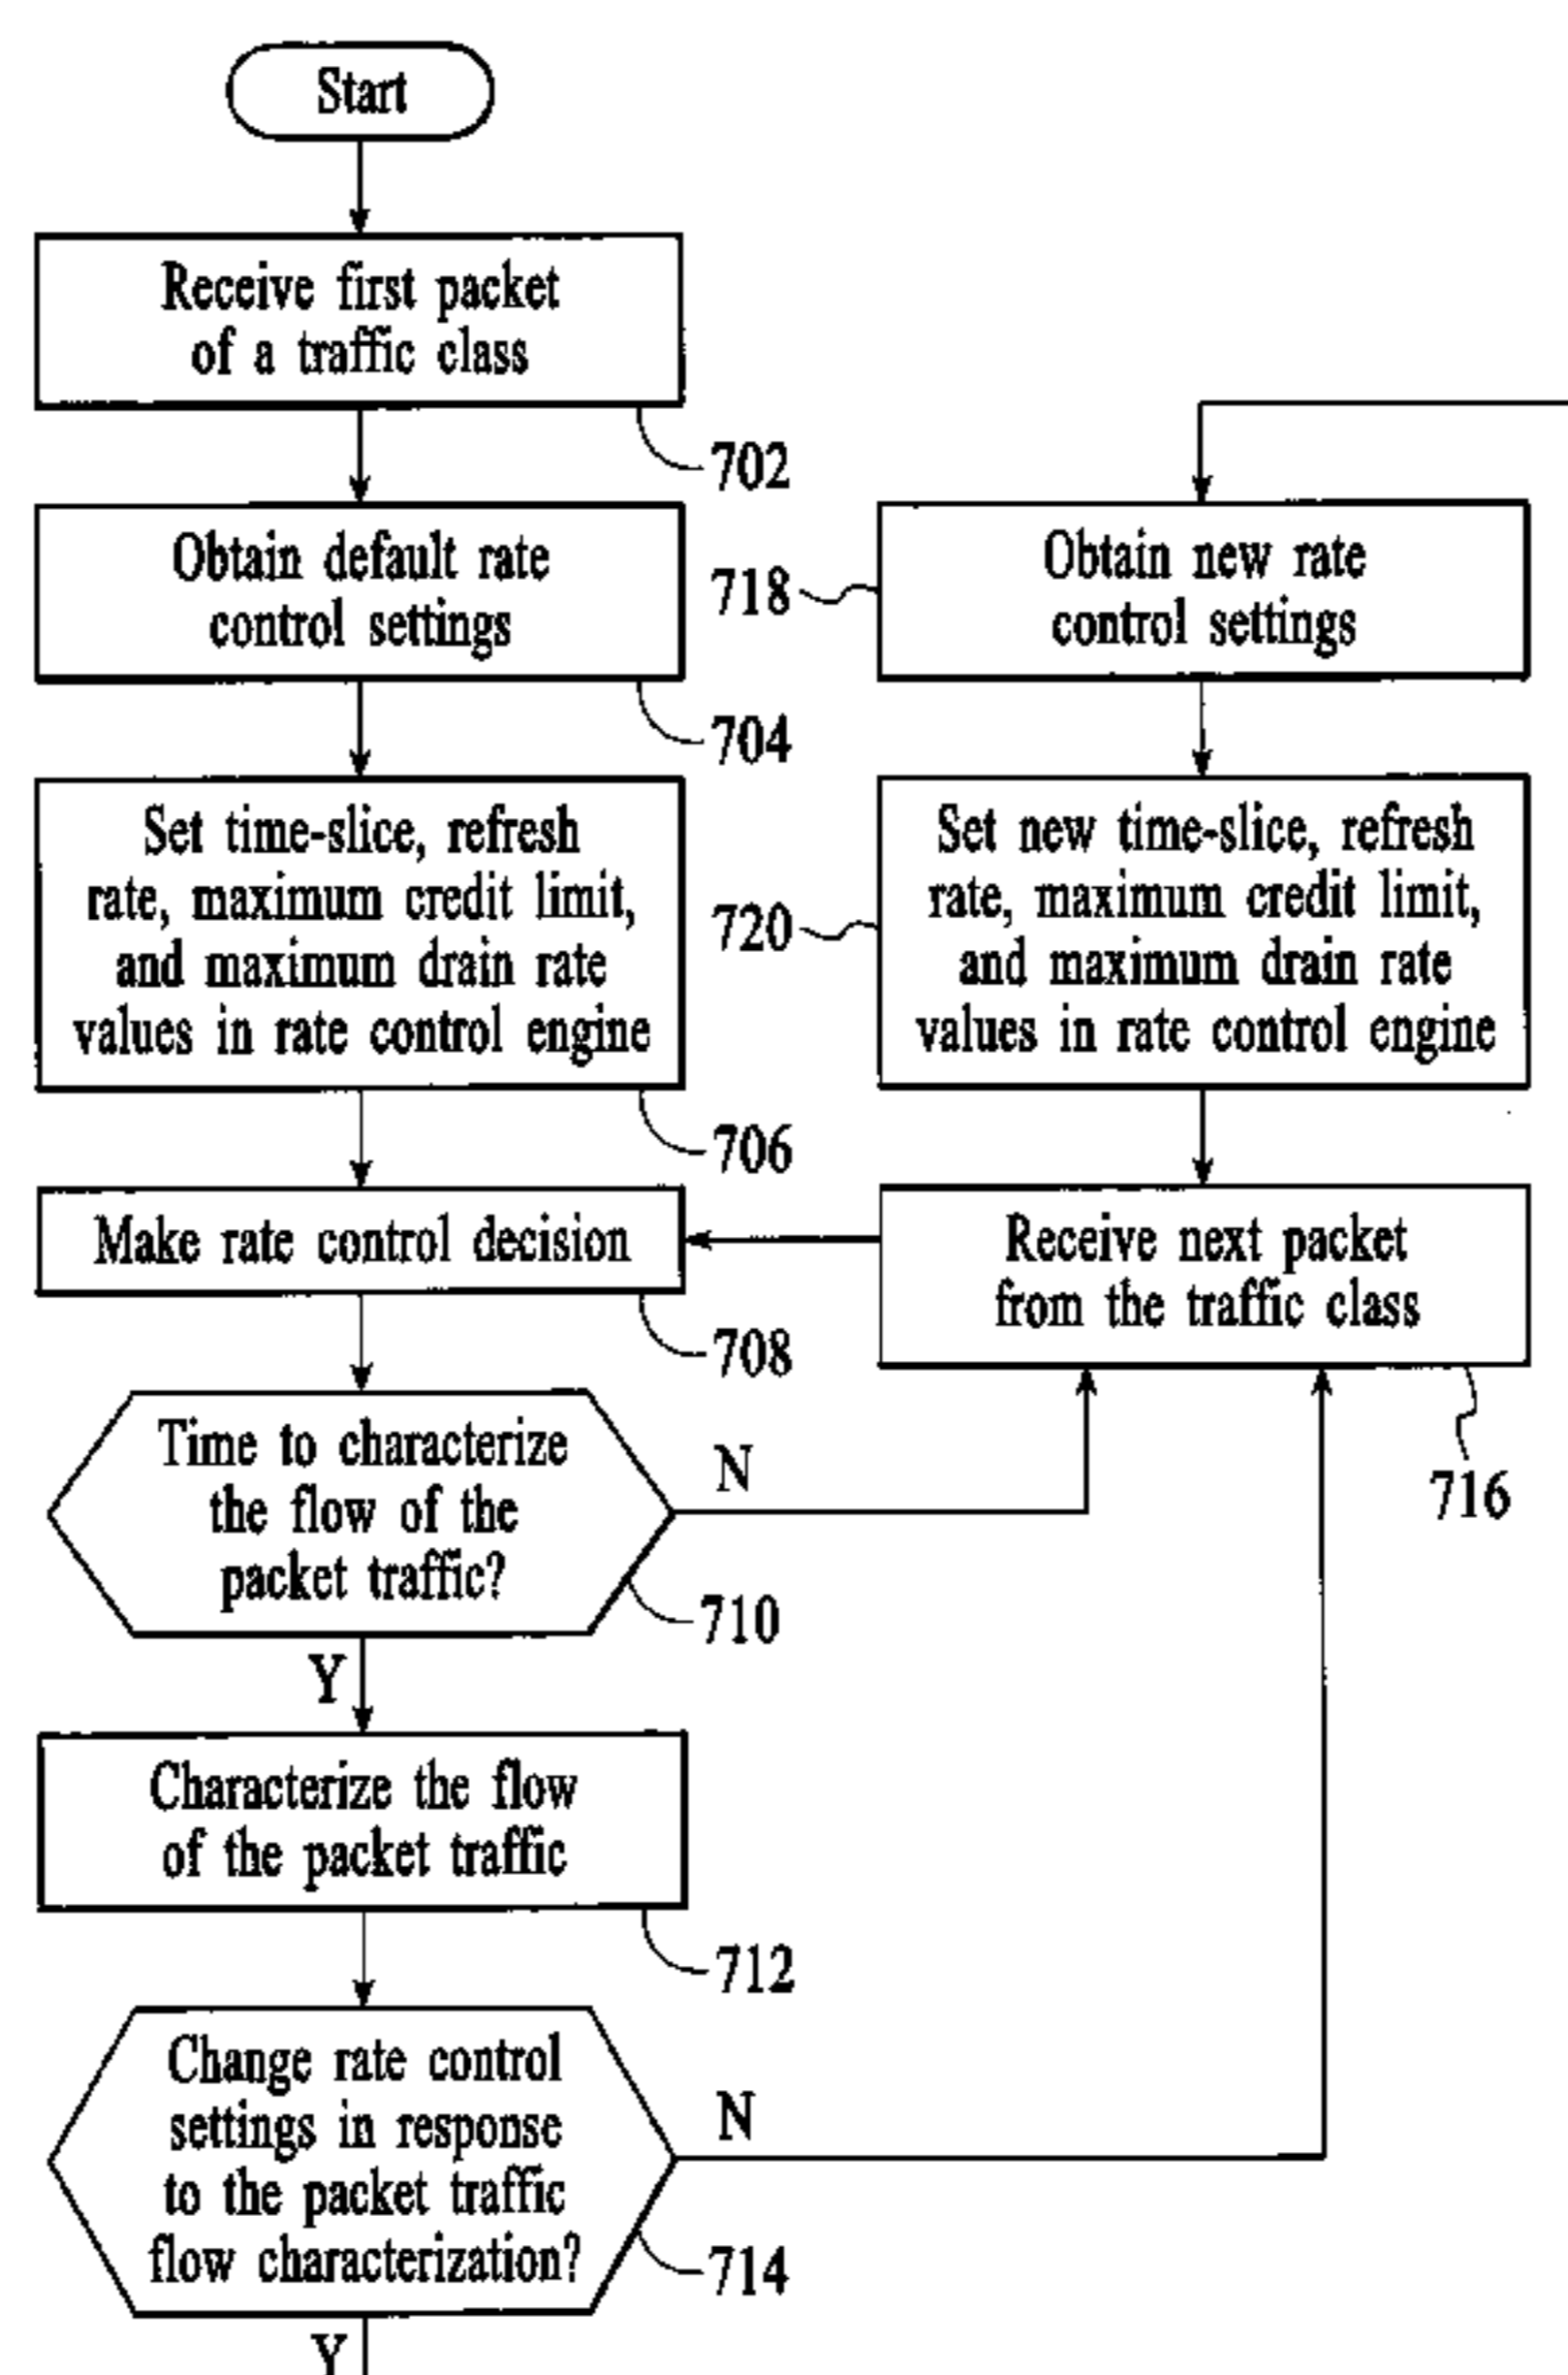 Start
Receive first packet
of a traffic class
702
Obtain default rate
control settings
704
Set time-slice, refresh
rate, maximum credit limit,
and maximum drain rate
values in rate control engine
706
Make rate control decision
708
Time to characterize
the flow of the
packet traffic?
N
710
Y
Characterize the flow
of the packet traffic
712
Change rate control
settings in response
to the packet traffic
flow characterization?
N
714
Y
718
Obtain new rate
control settings
720
Set new time-slice, refresh
rate, maximum credit limit,
and maximum drain rate
values in rate control engine
Receive next packet
from the traffic class
716